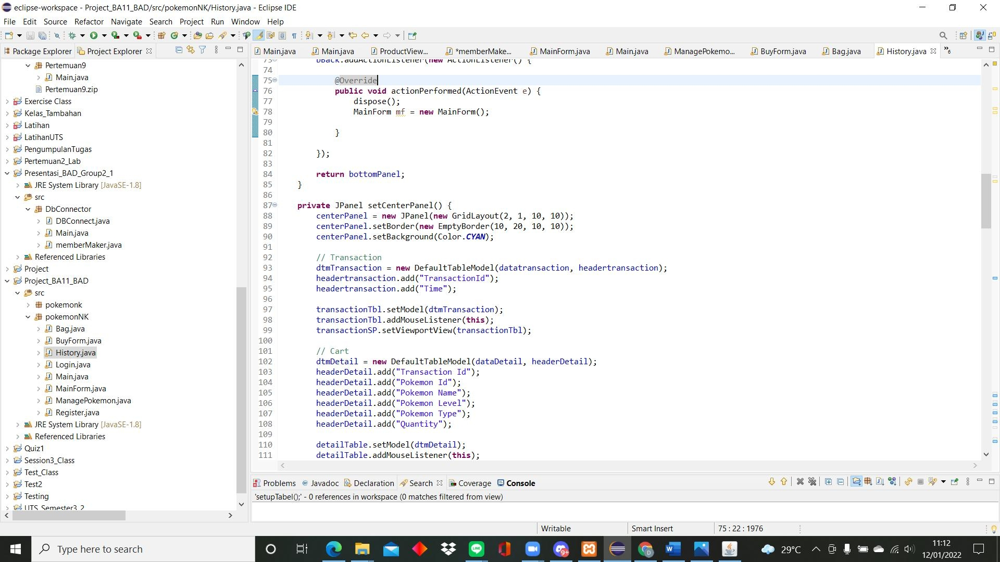 eclipse-workspace - Project_BA11_BAD/src/pokemonNK/History.java - Eclipse IDE
File Edit Source Refactor Navigate Search Project Run Window Help
Package Explorer Project Explorer
Pertemuan9
Main.java
Pertemuan9.zip
Exercise Class
Kelas_Tambahan
Latihan
LatihanUTS
PengumpulanTugas
Pertemuan2_Lab
Presentasi_BAD_Group2_1
JRE System Library [JavaSE-1.8]
src
DbConnector
DBConnect.java
Main.java
memberMaker.java
Referenced Libraries
Project
Project_BA11_BAD
src
pokemonk
pokemonNK
Bag.java
BuyForm.java
History.java
Login.java
Main.java
MainForm.java
ManagePokemon.java
Register.java
JRE System Library [JavaSE-1.8]
Referenced Libraries
Quiz1
Session3_Class
Test_Class
Test2
Testing
UTS_Semester3_2
Main.java Main.java ProductView... *memberMake... MainForm.java Main.java ManagePokemo... BuyForm.java Bag.java History.java 6
73 bBack.addActionListener(new ActionListener() {
74
75 @Override
76 public void actionPerformed(ActionEvent e) {
77 dispose();
78 MainForm mf = new MainForm();
79
80 }
81
82 });
83
84 return bottomPanel;
85 }
86
87 private JPanel setCenterPanel() {
88 centerPanel = new JPanel(new GridLayout(2, 1, 10, 10));
89 centerPanel.setBorder(new EmptyBorder(10, 20, 10, 10));
90 centerPanel.setBackground(Color.CYAN);
91
92 // Transaction
93 dtmTransaction = new DefaultTableModel(datatransaction, headertransaction);
94 headertransaction.add("TransactionId");
95 headertransaction.add("Time");
96
97 transactionTbl.setModel(dtmTransaction);
98 transactionTbl.addMouseListener(this);
99 transactionSP.setViewportView(transactionTbl);
100
101 // Cart
102 dtmDetail = new DefaultTableModel(dataDetail, headerDetail);
103 headerDetail.add("Transaction Id");
104 headerDetail.add("Pokemon Id");
105 headerDetail.add("Pokemon Name");
106 headerDetail.add("Pokemon Level");
107 headerDetail.add("Pokemon Type");
108 headerDetail.add("Quantity");
109
110 detailTable.setModel(dtmDetail);
111 detailTable.addMouseListener(this);
Problems @ Javadoc Declaration Search Coverage Console
'setupTabel();' - 0 references in workspace (0 matches filtered from view)
Writable Smart Insert 75 : 22 : 1976
Type here to search
LINE
9+
D
29°C
11:12
12/01/2022